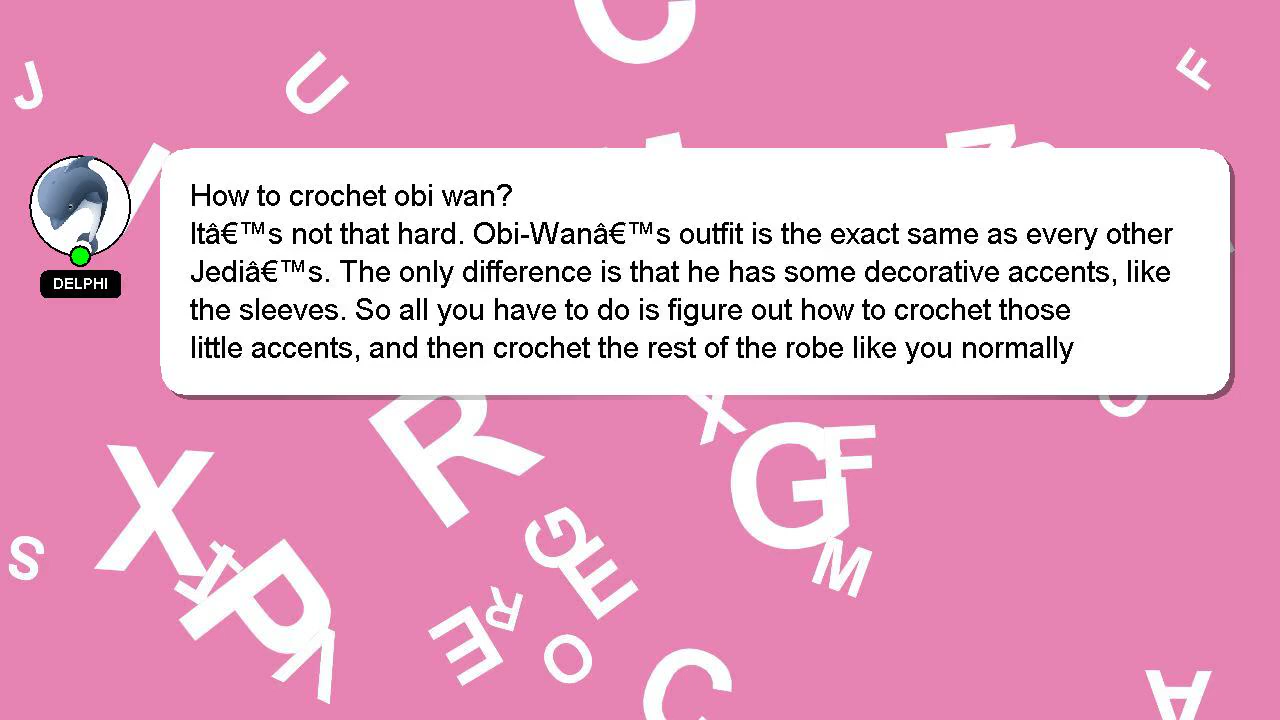 J
U
C
F
DELPHI
How to crochet obi wan?
Itâ€™s not that hard. Obi-Wanâ€™s outfit is the exact same as every other
Jediâ€™s. The only difference is that he has some decorative accents, like
the sleeves. So all you have to do is figure out how to crochet those
little accents, and then crochet the rest of the robe like you normally
R
X
G
F
X
S
P
G
E
M
E
R
O
C
V
A